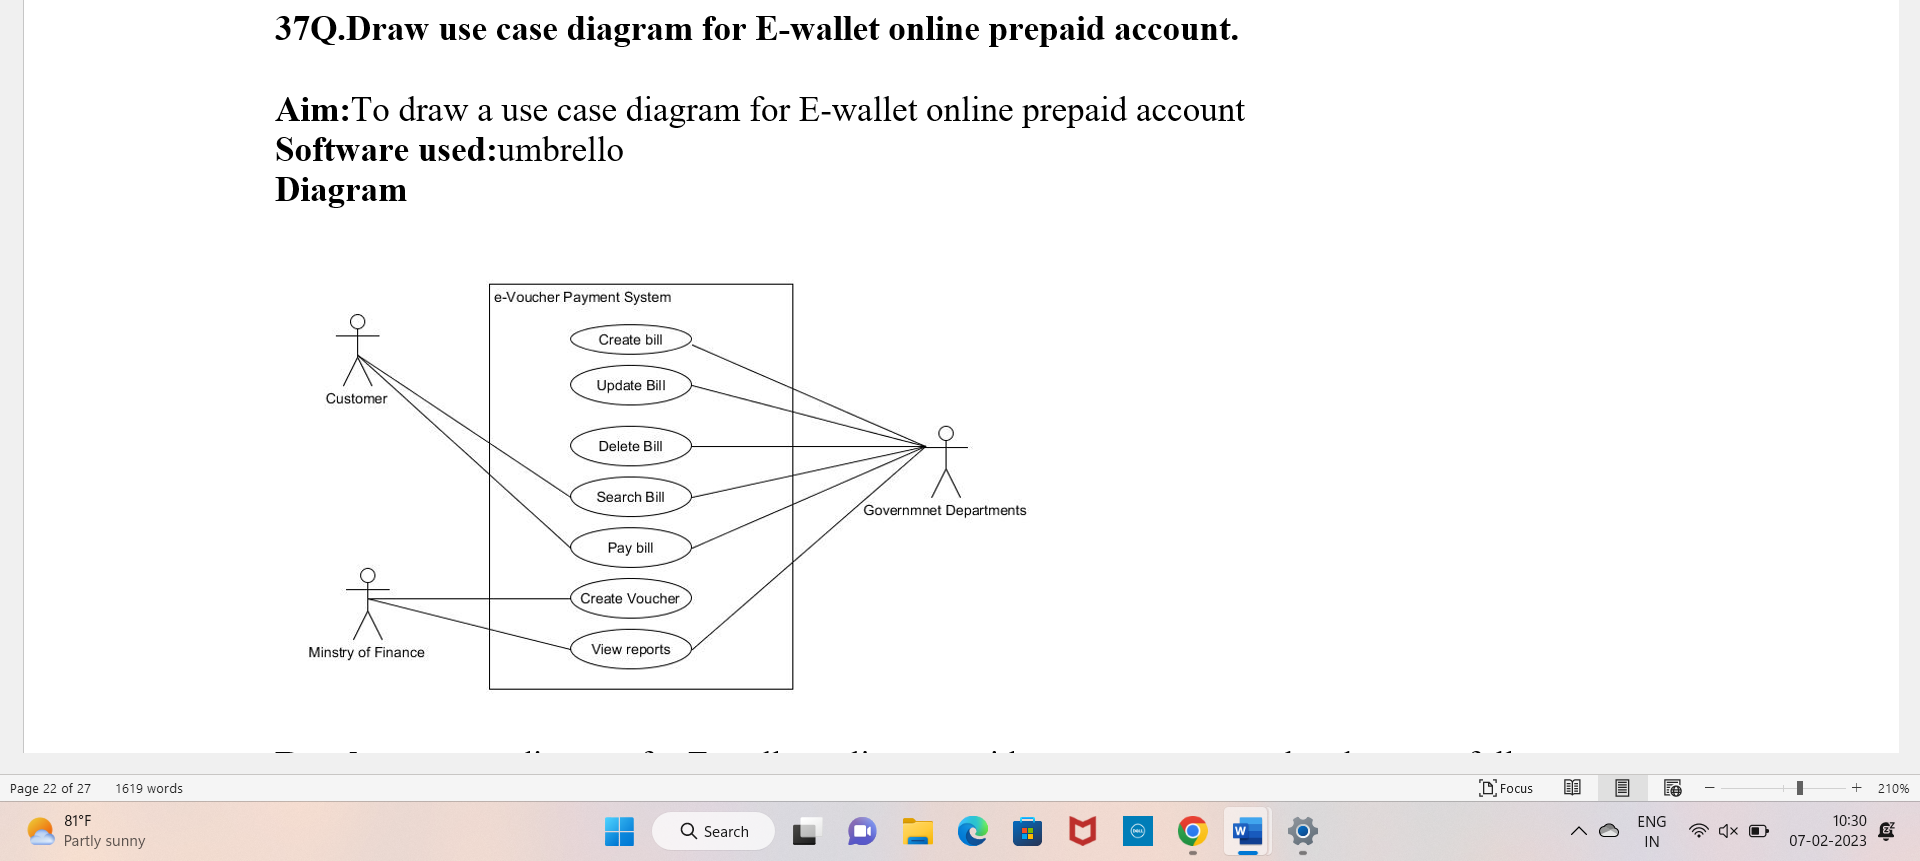 37Q.Draw use case diagram for E-wallet online prepaid account.
Aim:To draw a use case diagram for E-wallet online prepaid account
Software used:umbrello
Diagram
e-Voucher Payment System
Create bill
Update Bill
Customer
Delete Bill
Search Bill
Governmnet Departments
Pay bill
Create Voucher
View reports
Minstry of Finance
Page 22 of 27 1619 words Focus 210%
81°F
Partly sunny
Search
ENG
IN
10:30
07-02-2023